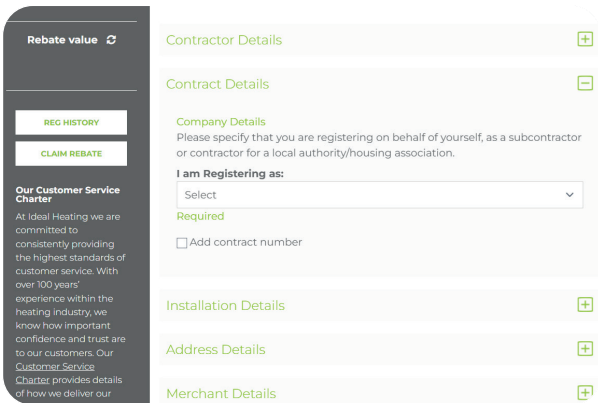 Rebate value
REG HISTORY
CLAIM REBATE
Our Customer Service
Charter
At Ideal Heating we are
committed to
consistently providing
the highest standards of
customer service. With
over 100 years'
experience within the
heating industry, we
know how important
confidence and trust are
to our customers. Our
Customer Service
Charter provides details
of how we deliver our
Contractor Details
Contract Details
Company Details
Please specify that you are registering on behalf of yourself, as a subcontractor
or contractor for a local authority/housing association.
I am Registering as:
Select
Required
Add contract number
Installation Details
Address Details
Merchant Details